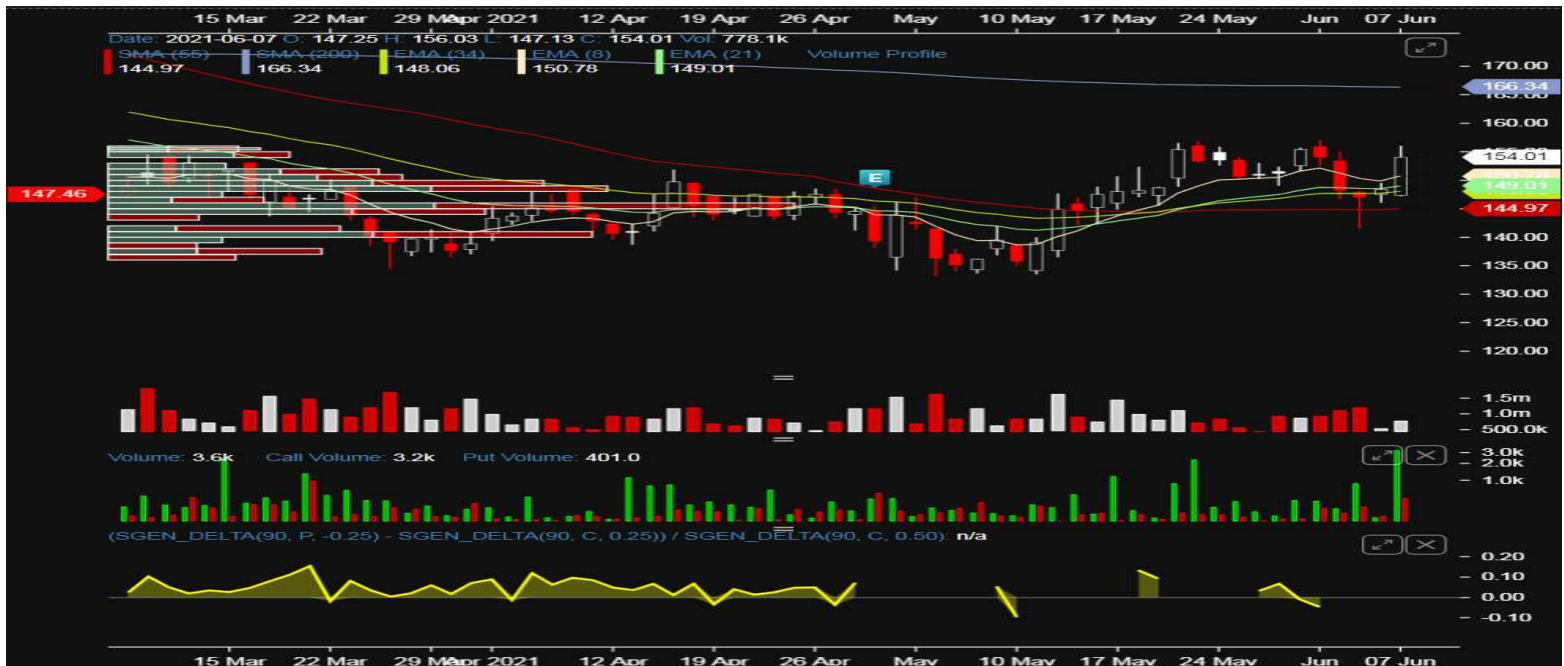 15 Mar 22 Mar 29 Mar Apr 2021 12 Apr 19 Apr 26 Apr May 10 May 17 May 24 May Jun 07 Jun
Date: 2021-06-07 O: 147.25 H: 156.03 L: 147.13 C: 154.01 Vol: 778.1k
SMA (55) SMA (200) EMA (34) EMA (8) EMA (21) Volume Profile
144.97 166.34 148.06 150.78 149.01
170.00
166.34
165.00
160.00
155.00
154.01
150.78
149.01
147.46
144.97
E
140.00
135.00
130.00
125.00
120.00
1.5m
1.0m
500.0k
Volume: 3.6k Call Volume: 3.2k Put Volume: 401.0
3.0k
2.0k
1.0k
(SGEN_DELTA(90, P, -0.25) - SGEN_DELTA(90, C, 0.25)) / SGEN_DELTA(90, C, 0.50): n/a
0.20
0.10
0.00
-0.10
15 Mar 22 Mar 29 Mar Apr 2021 12 Apr 19 Apr 26 Apr May 10 May 17 May 24 May Jun 07 Jun